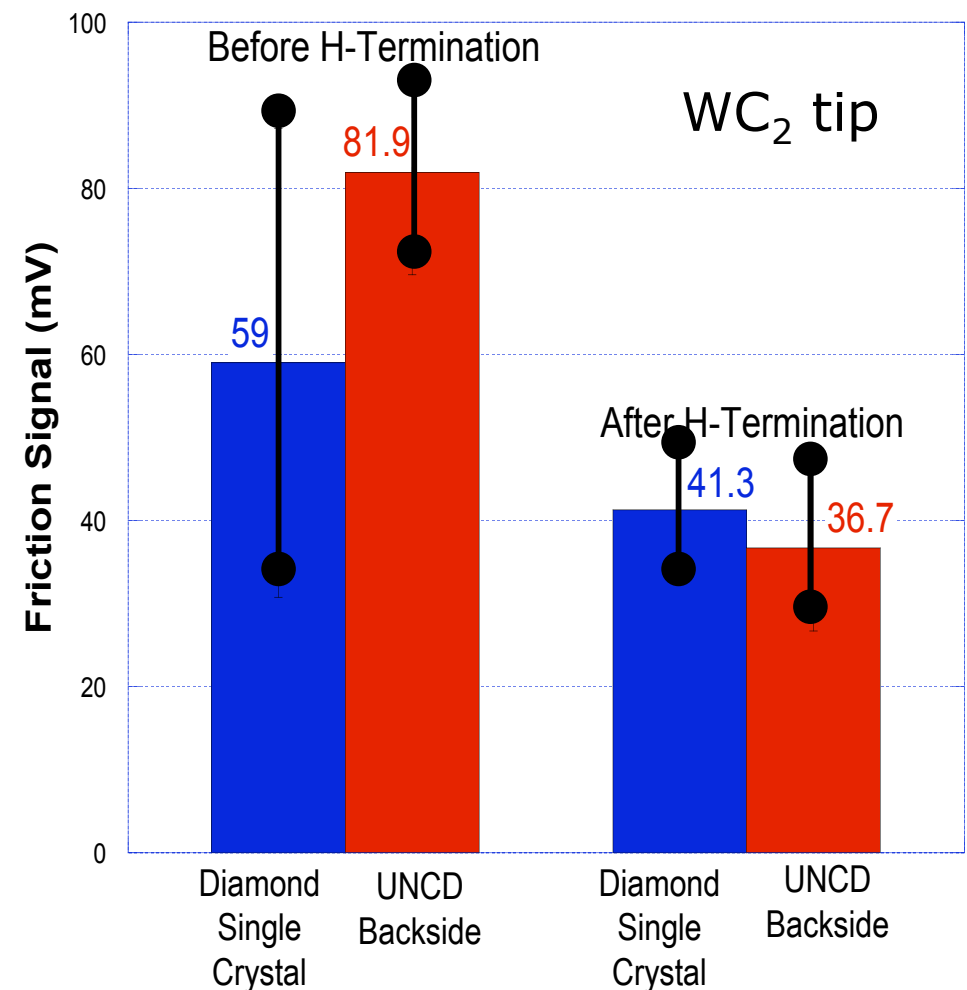 Before H-Termination
WC₂ tip
81.9
59
After H-Termination
41.3
36.7
Friction Signal (mV)
100
80
60
40
20
0
Diamond
Single
Crystal
UNCD
Backside
Diamond
Single
Crystal
UNCD
Backside